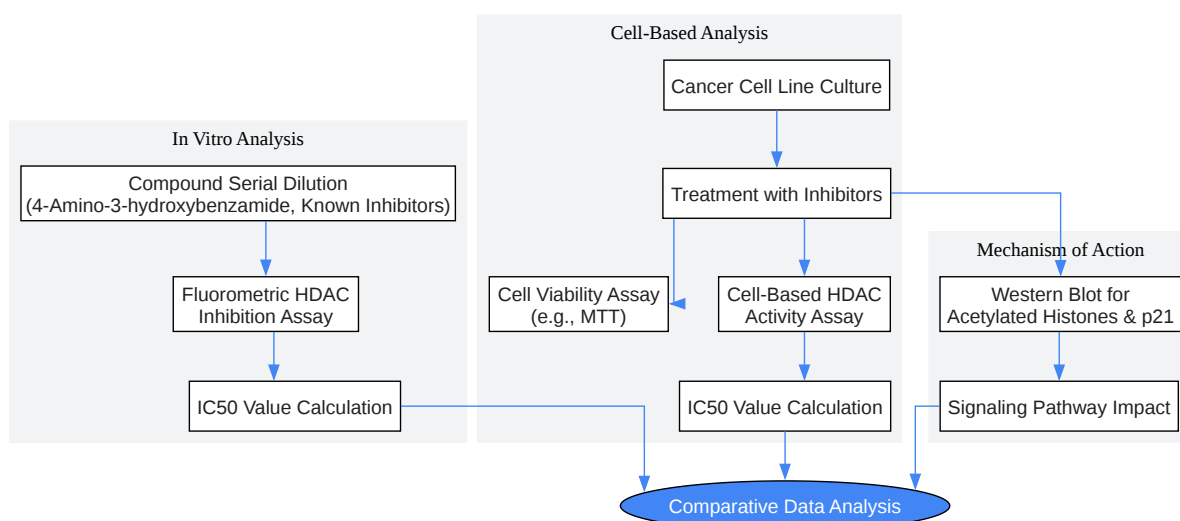 Cell-Based Analysis
Cancer Cell Line Culture
In Vitro Analysis
Compound Serial Dilution
(4-Amino-3-hydroxybenzamide, Known Inhibitors)
Treatment with Inhibitors
Mechanism of Action
Fluorometric HDAC
Inhibition Assay
Cell Viability Assay
(e.g., MTT)
Cell-Based HDAC
Activity Assay
Western Blot for
Acetylated Histones & p21
IC50 Value Calculation
IC50 Value Calculation
Signaling Pathway Impact
Comparative Data Analysis